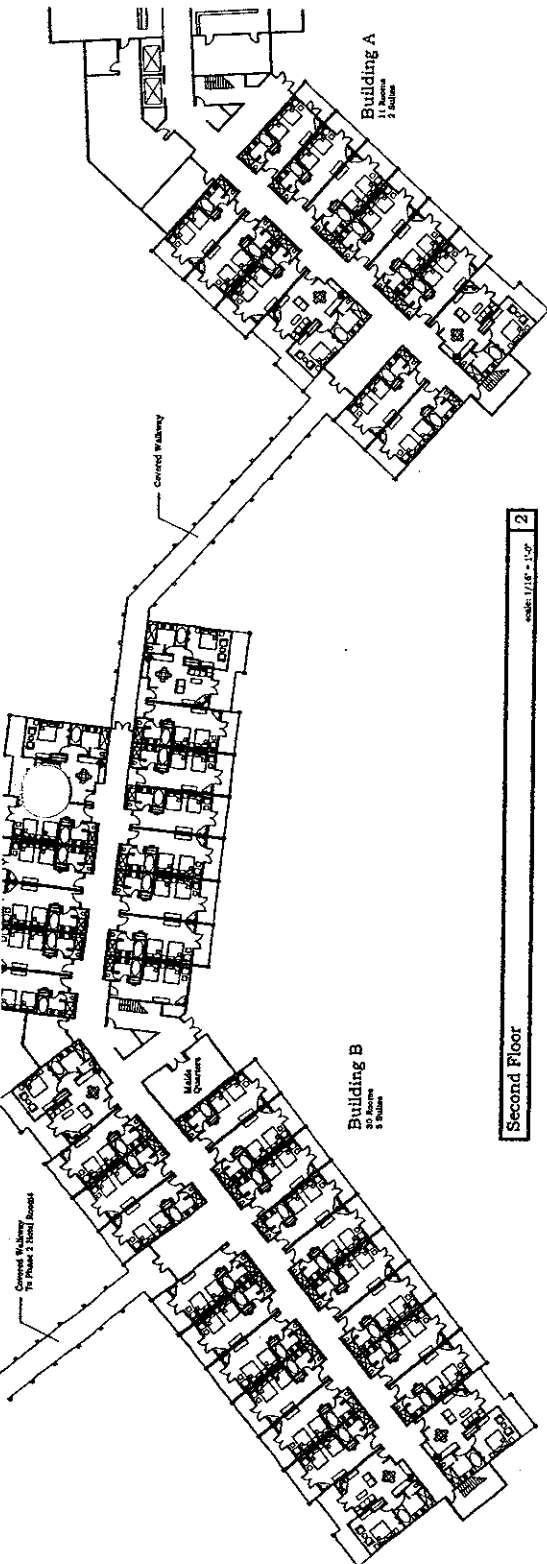 Building A
11 Rooms
2 Suites
Covered Walkway
Maids
Quarters
Building B
30 Rooms
5 Suites
Covered Walkway
To Phase 2 Hotel Rooms
Second Floor
scale: 1/16" = 1'-0"
2